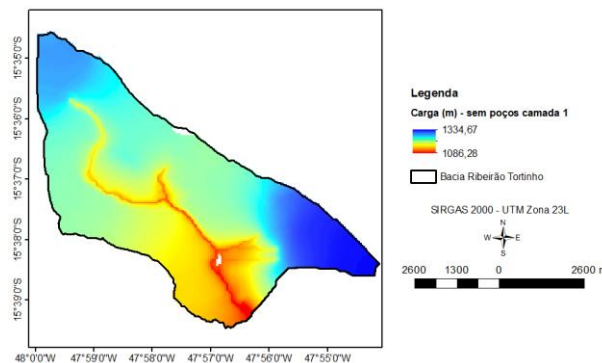 15°35'0"S
15°36'0"S
15°37'0"S
15°38'0"S
15°39'0"S
48°0'0"W
47°59'0"W
47°58'0"W
47°57'0"W
47°56'0"W
47°55'0"W
Legenda
Carga (m) - sem poços camada 1
1334,67
1086,28
Bacia Ribeirão Tortinho
SIRGAS 2000 - UTM Zona 23L
N
W E
S
2600 1300 0 2600 m